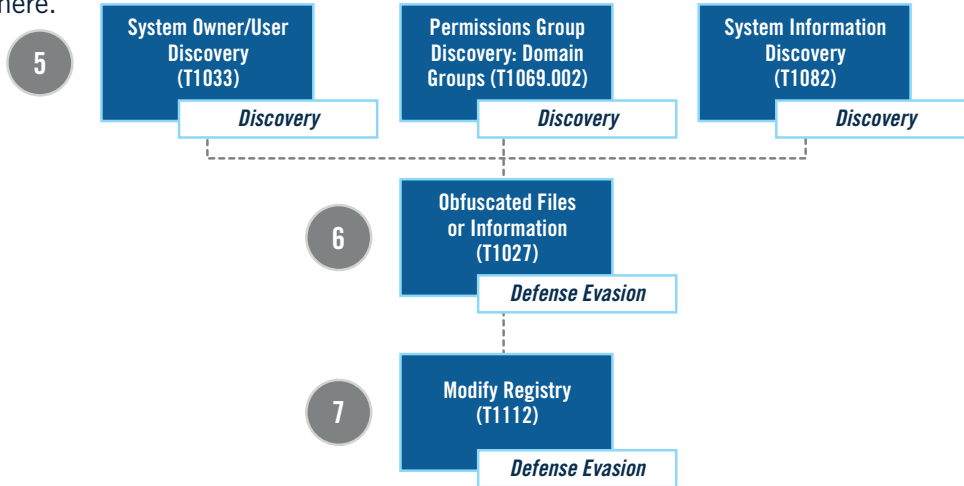 here.
5
System Owner/User
Discovery
(T1033)
Discovery
Permissions Group
Discovery: Domain
Groups (T1069.002)
Discovery
System Information
Discovery
(T1082)
Discovery
6
Obfuscated Files
or Information
(T1027)
Defense Evasion
7
Modify Registry
(T1112)
Defense Evasion